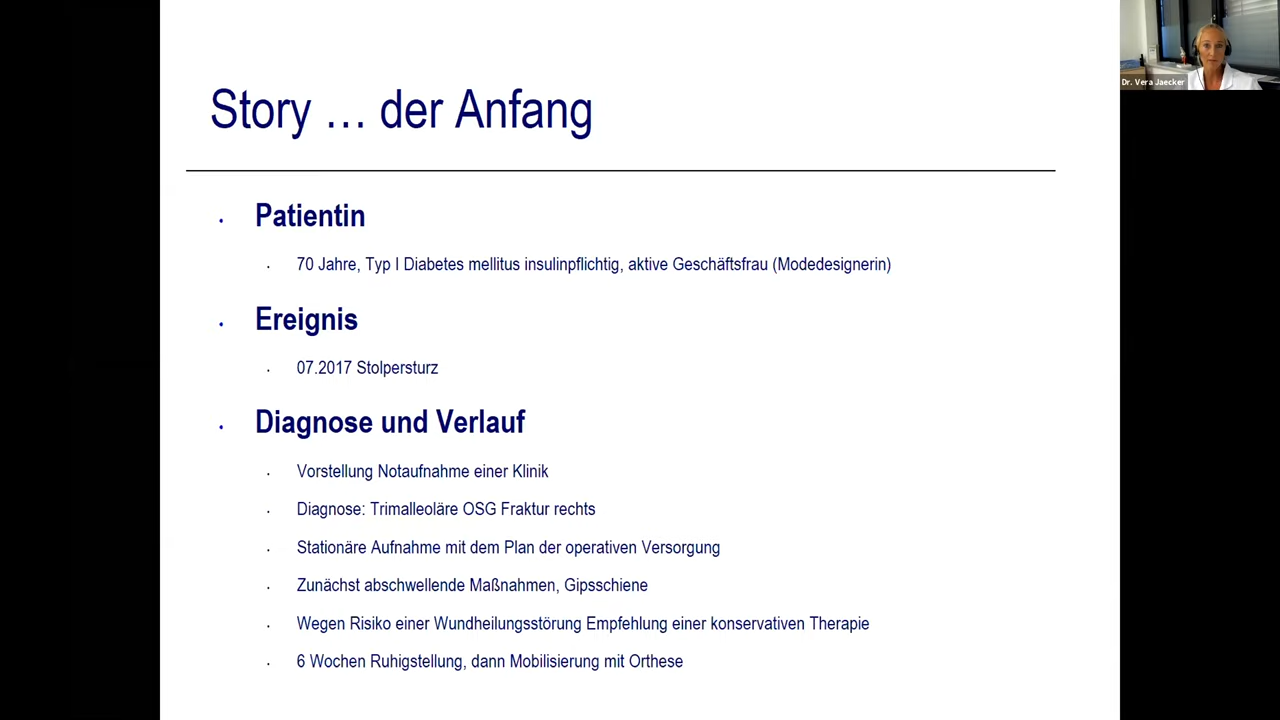 Story … der Anfang
Dr. Vera Jaecker
Patientin
70 Jahre, Typ I Diabetes mellitus insulinpflichtig, aktive Geschäftsfrau (Modedesignerin)
Ereignis
07.2017 Stolpersturz
Diagnose und Verlauf
Vorstellung Notaufnahme einer Klinik
Diagnose: Trimalleoläre OSG Fraktur rechts
Stationäre Aufnahme mit dem Plan der operativen Versorgung
Zunächst abschwellende Maßnahmen, Gipsschiene
Wegen Risiko einer Wundheilungsstörung Empfehlung einer konservativen Therapie
6 Wochen Ruhigstellung, dann Mobilisierung mit Orthese